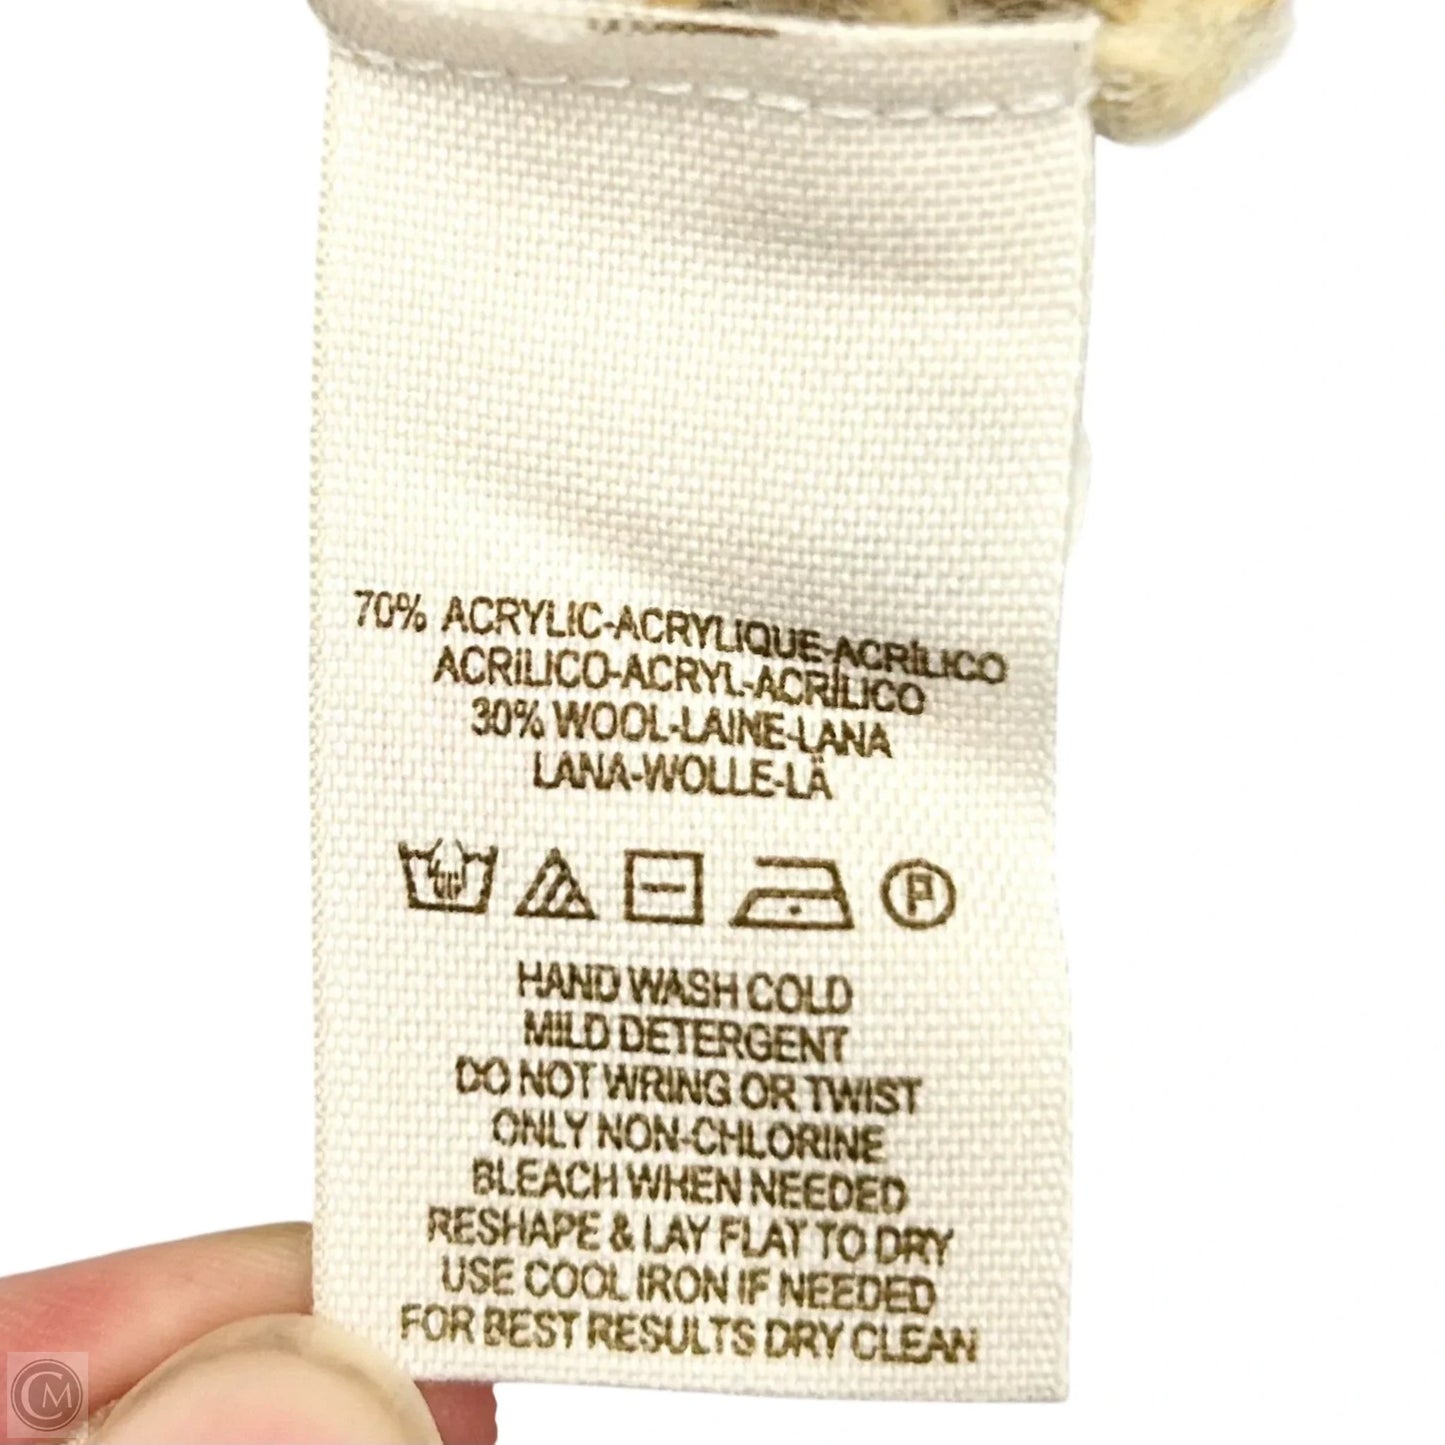 70% ACRYLIC-ACRYLIQUE-ACRÍLICO
ACRILICO-ACRYL-ACRÍLICO
30% WOOL-LAINE-LANA
LANA-WOLLE-LÄ
P
HAND WASH COLD
MILD DETERGENT
DO NOT WRING OR TWIST
ONLY NON-CHLORINE
BLEACH WHEN NEEDED
RESHAPE & LAY FLAT TO DRY
USE COOL IRON IF NEEDED
FOR BEST RESULTS DRY CLEAN
CM